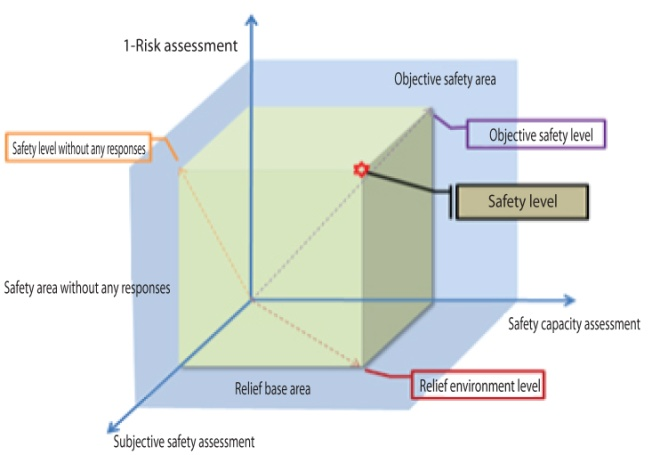 1-Risk assessment
Objective safety area
Objective safety level
Safety level without any responses
Safety level
Safety area without any responses
Safety capacity assessment
Relief base area
Relief environment level
Subjective safety assessment